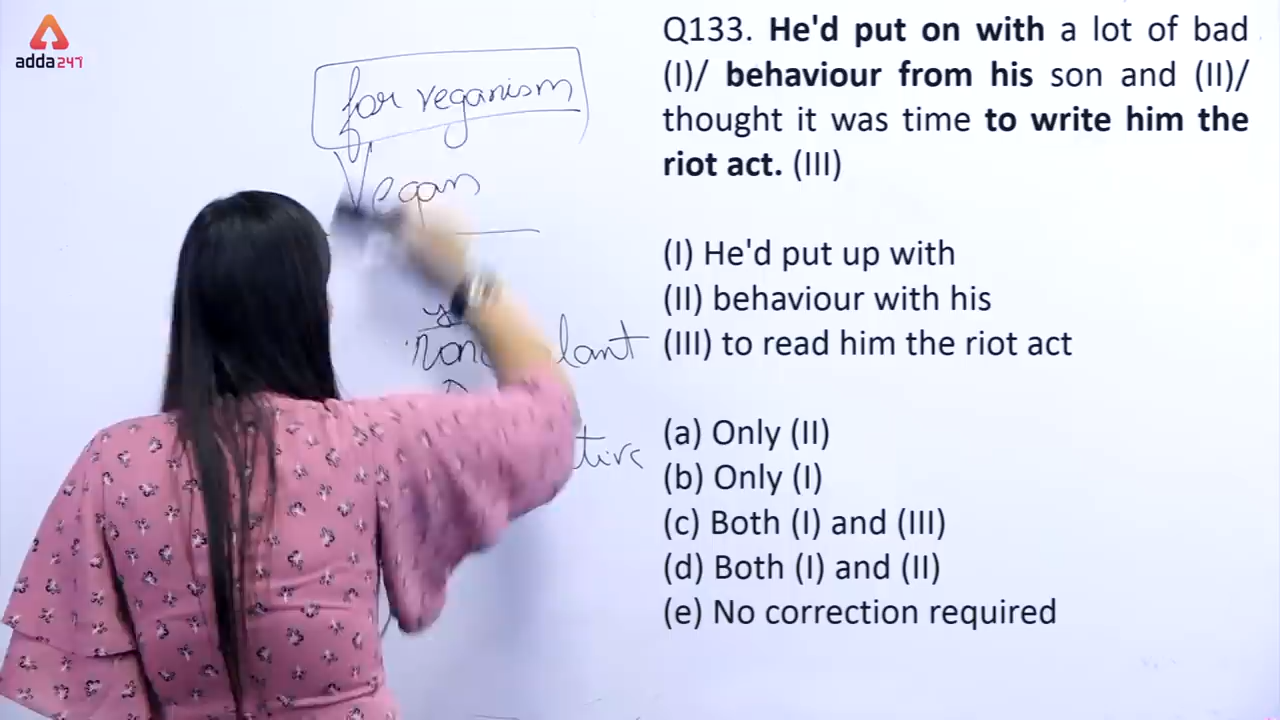 adda247
for veganism
Vegan
Q133. He'd put on with a lot of bad
(I)/ behaviour from his son and (II)/
thought it was time to write him the
riot act. (III)
(I) He'd put up with
(II) behaviour with his
(III) to read him the riot act
(a) Only (II)
(b) Only (I)
(c) Both (I) and (III)
(d) Both (I) and (II)
(e) No correction required